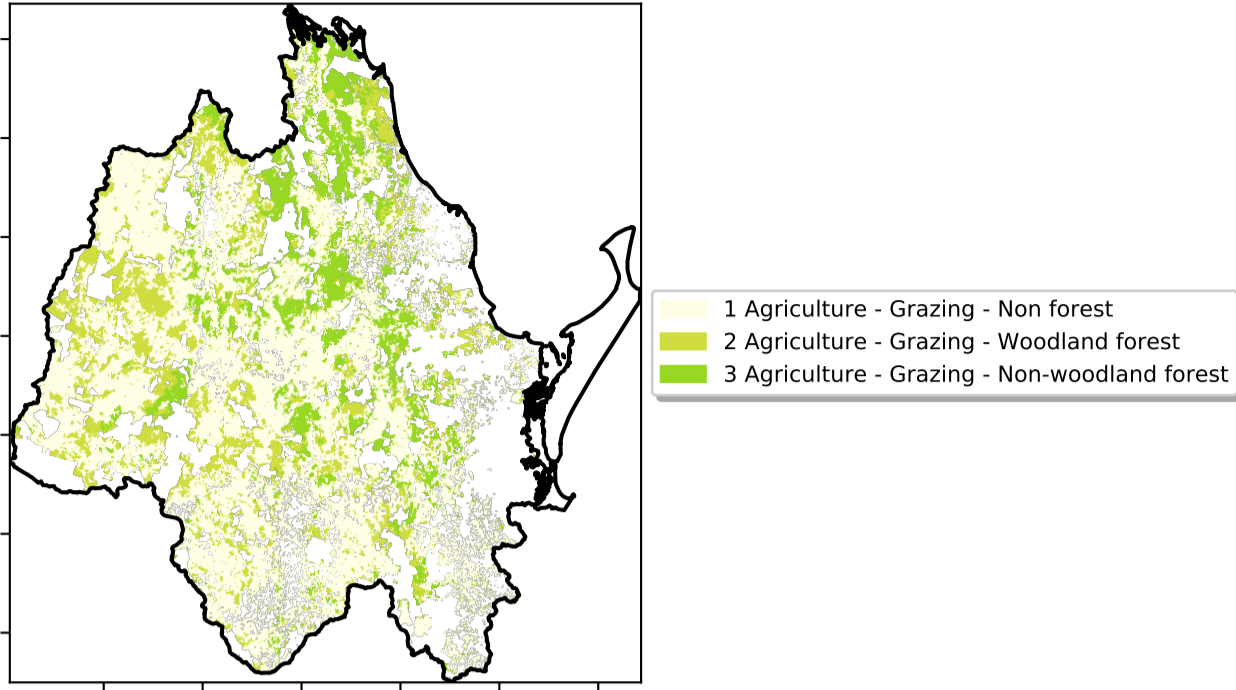 1 Agriculture - Grazing - Non forest
2 Agriculture - Grazing - Woodland forest
3 Agriculture - Grazing - Non-woodland forest